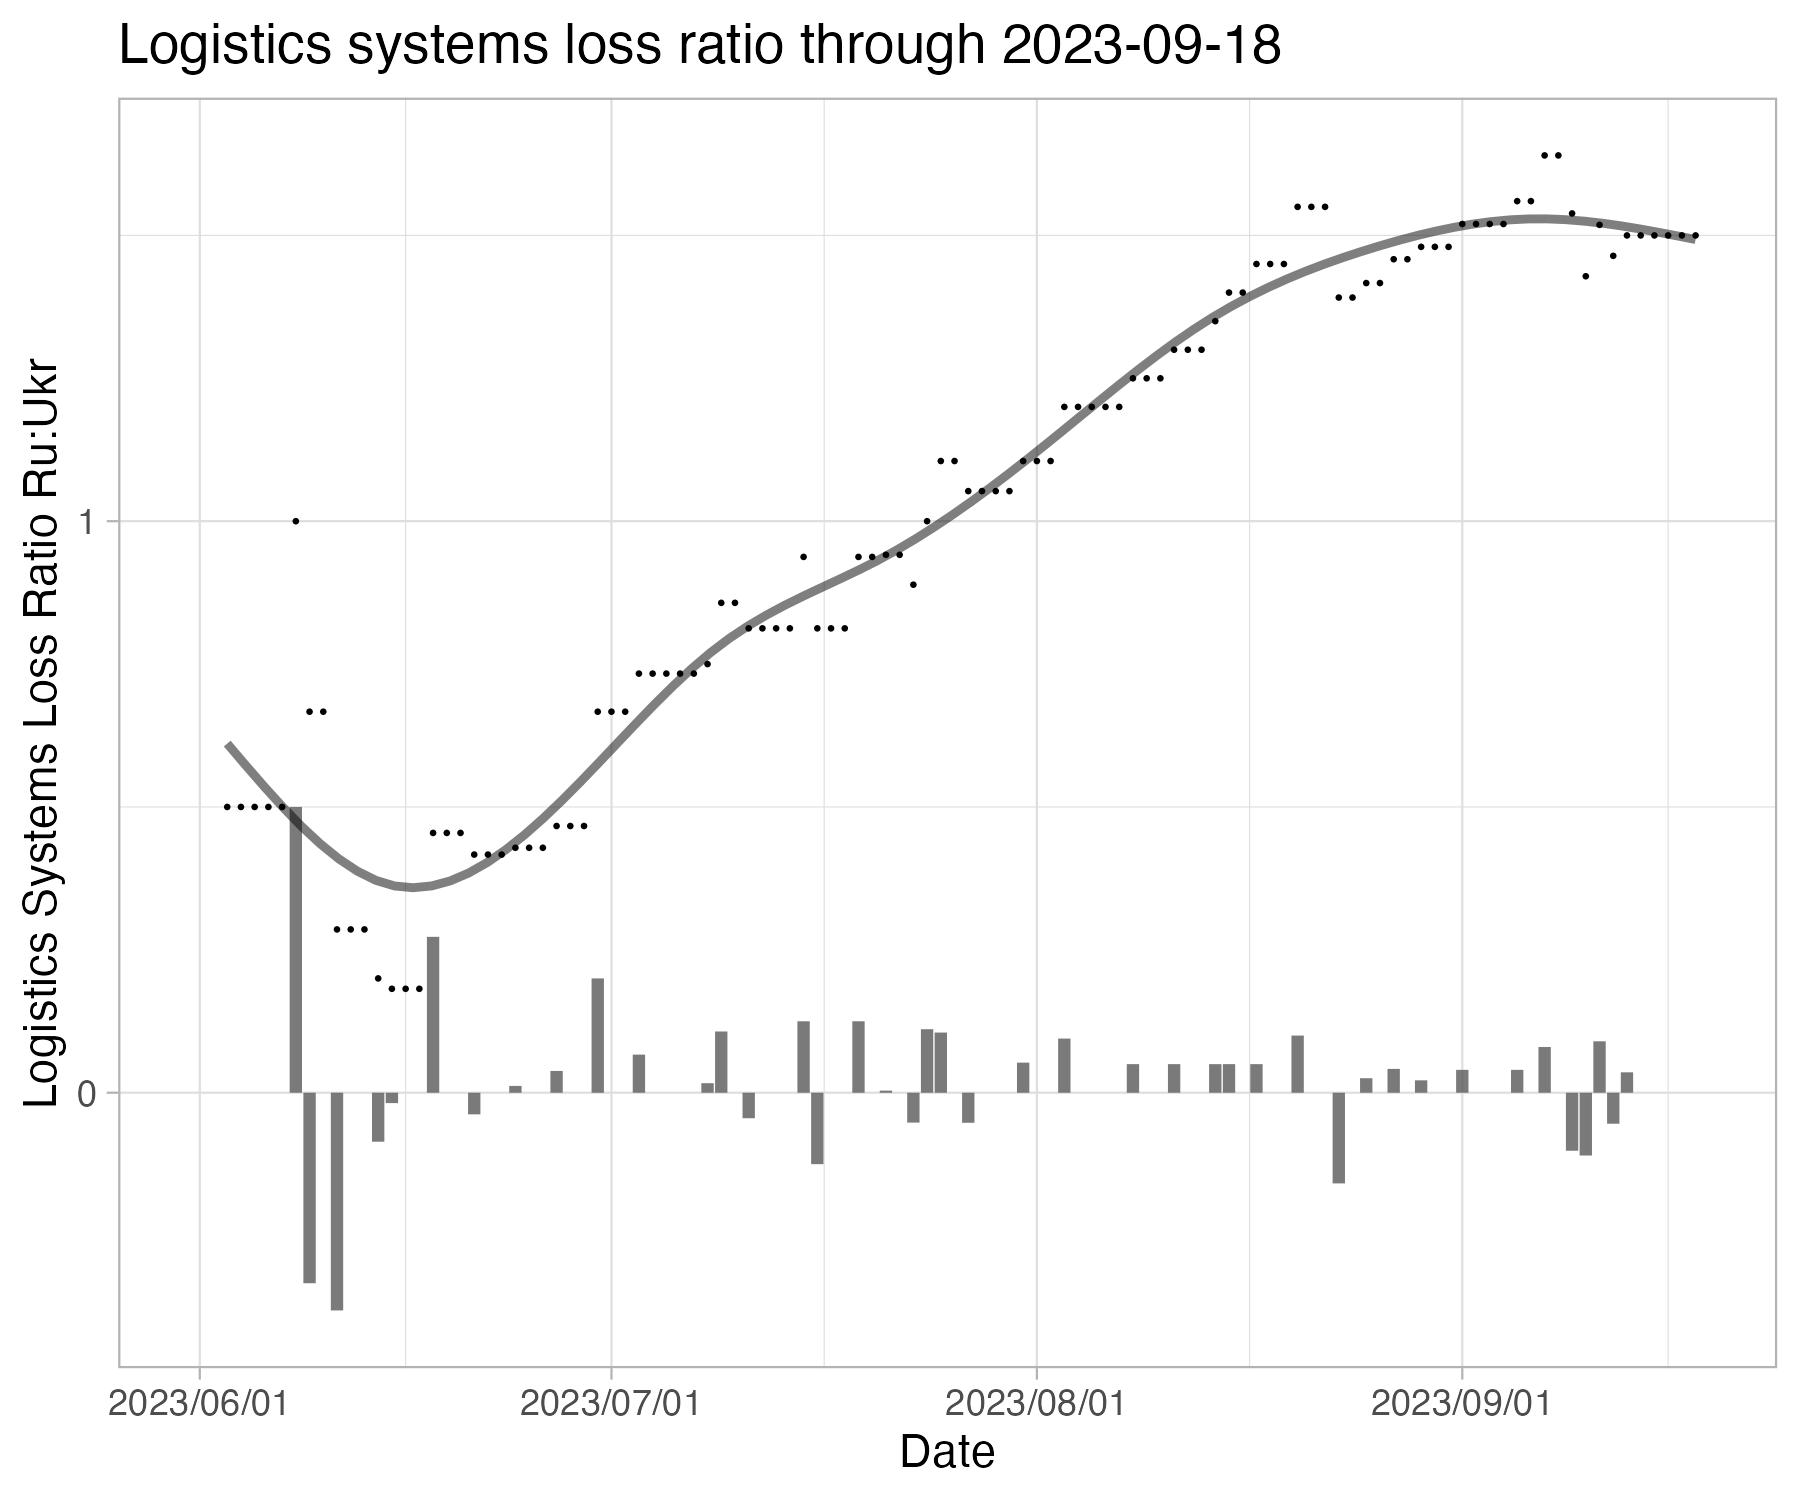 Logistics systems loss ratio through 2023-09-18
Logistics Systems Loss Ratio Ru:Ukr
1
0
2023/06/01
2023/07/01
2023/08/01
2023/09/01
Date